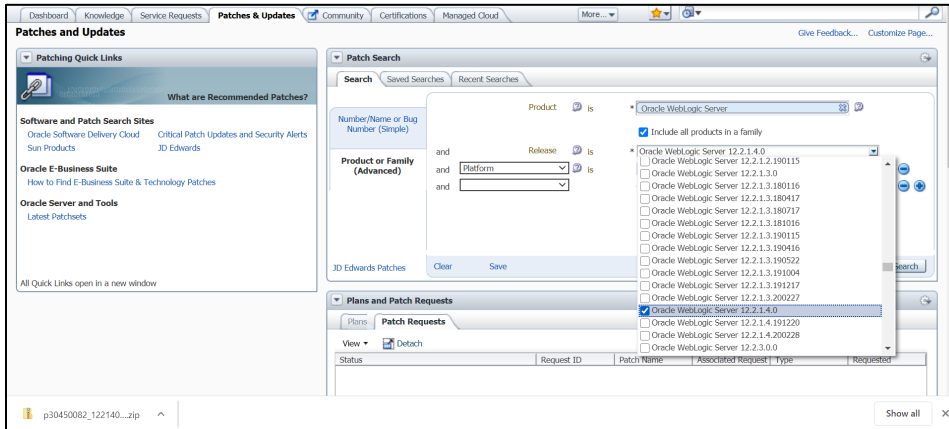 Dashboard Knowledge Service Requests Patches & Updates Community Certifications Managed Cloud More...
Patches and Updates
Give Feedback... Customize Page...
Patching Quick Links
What are Recommended Patches?
Software and Patch Search Sites
Oracle Software Delivery Cloud Critical Patch Updates and Security Alerts
Sun Products JD Edwards
Oracle E-Business Suite
How to Find E-Business Suite & Technology Patches
Oracle Server and Tools
Latest Patchsets
All Quick Links open in a new window
Patch Search
Search Saved Searches Recent Searches
Number/Name or Bug
Number (Simple)
Product or Family
(Advanced)
JD Edwards Patches
Product is * Oracle WebLogic Server
Include all products in a family
and Release is * Oracle WebLogic Server 12.2.1.4.0
and Platform is
and
Oracle WebLogic Server 12.2.1.2.190115
Oracle WebLogic Server 12.2.1.3.0
Oracle WebLogic Server 12.2.1.3.180116
Oracle WebLogic Server 12.2.1.3.180417
Oracle WebLogic Server 12.2.1.3.180717
Oracle WebLogic Server 12.2.1.3.181016
Oracle WebLogic Server 12.2.1.3.190115
Oracle WebLogic Server 12.2.1.3.190416
Oracle WebLogic Server 12.2.1.3.190522
Oracle WebLogic Server 12.2.1.3.191004
Oracle WebLogic Server 12.2.1.3.191217
Oracle WebLogic Server 12.2.1.3.200227
Oracle WebLogic Server 12.2.1.4.0
Oracle WebLogic Server 12.2.1.4.191220
Oracle WebLogic Server 12.2.1.4.200228
Oracle WebLogic Server 12.2.3.0.0
Clear Save Search
Plans and Patch Requests
Plans Patch Requests
View Detach
Status Request ID Patch Name Associated Request Type Requested
p30450082_122140....zip
Show all